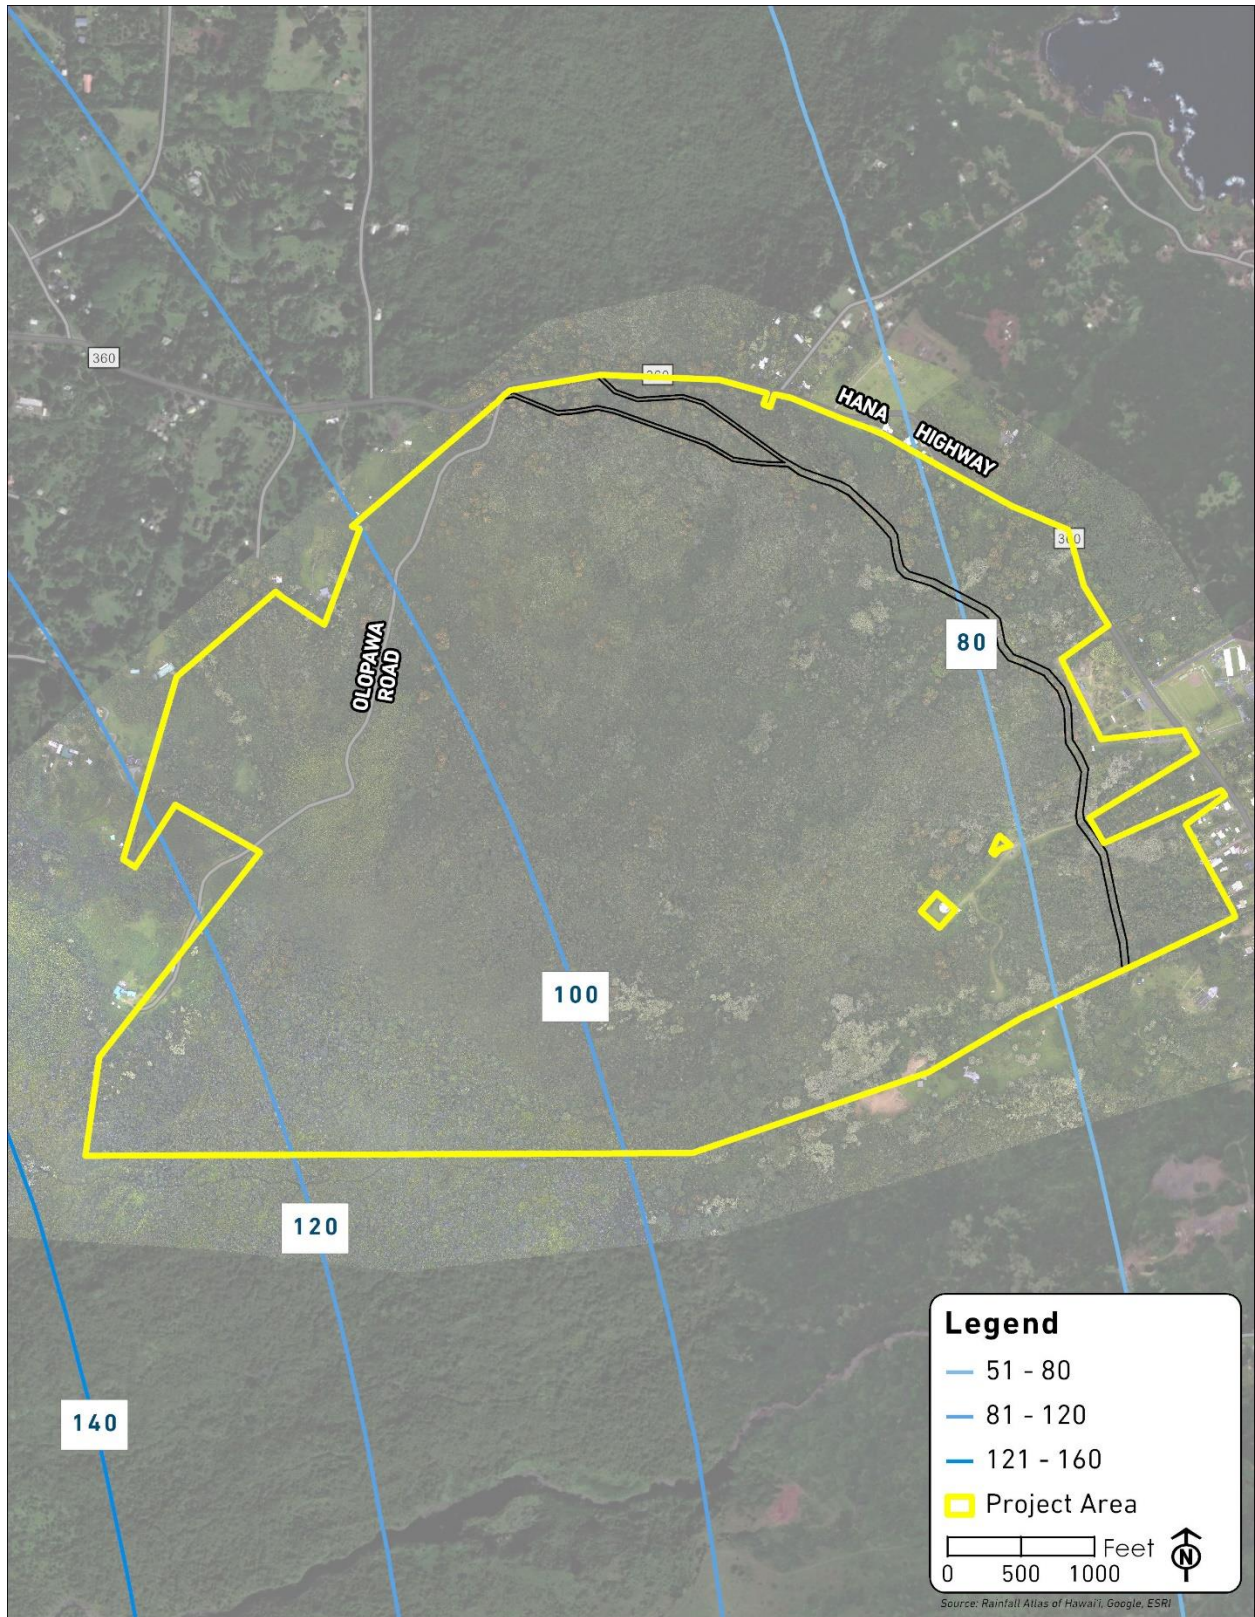 360
360
HANA
HIGHWAY
360
80
OLOPAWA
ROAD
100
120
140
Legend
51 - 80
81 - 120
121 - 160
Project Area
Feet
0 500 1000
N
Source: Rainfall Atlas of Hawai'i, Google, ESRI